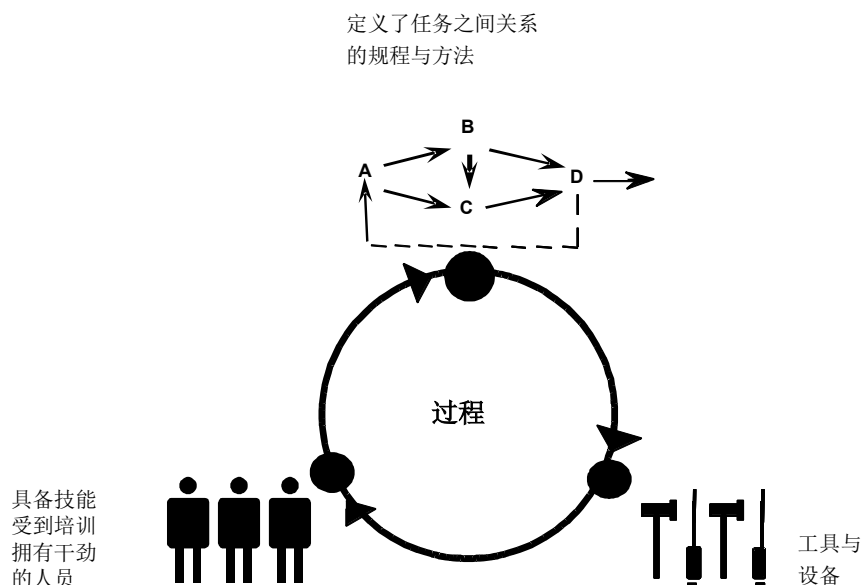 定义了任务之间关系
的规程与方法
B
A
D
C
过程
具备技能
受到培训
拥有干劲
的人员
工具与
设备